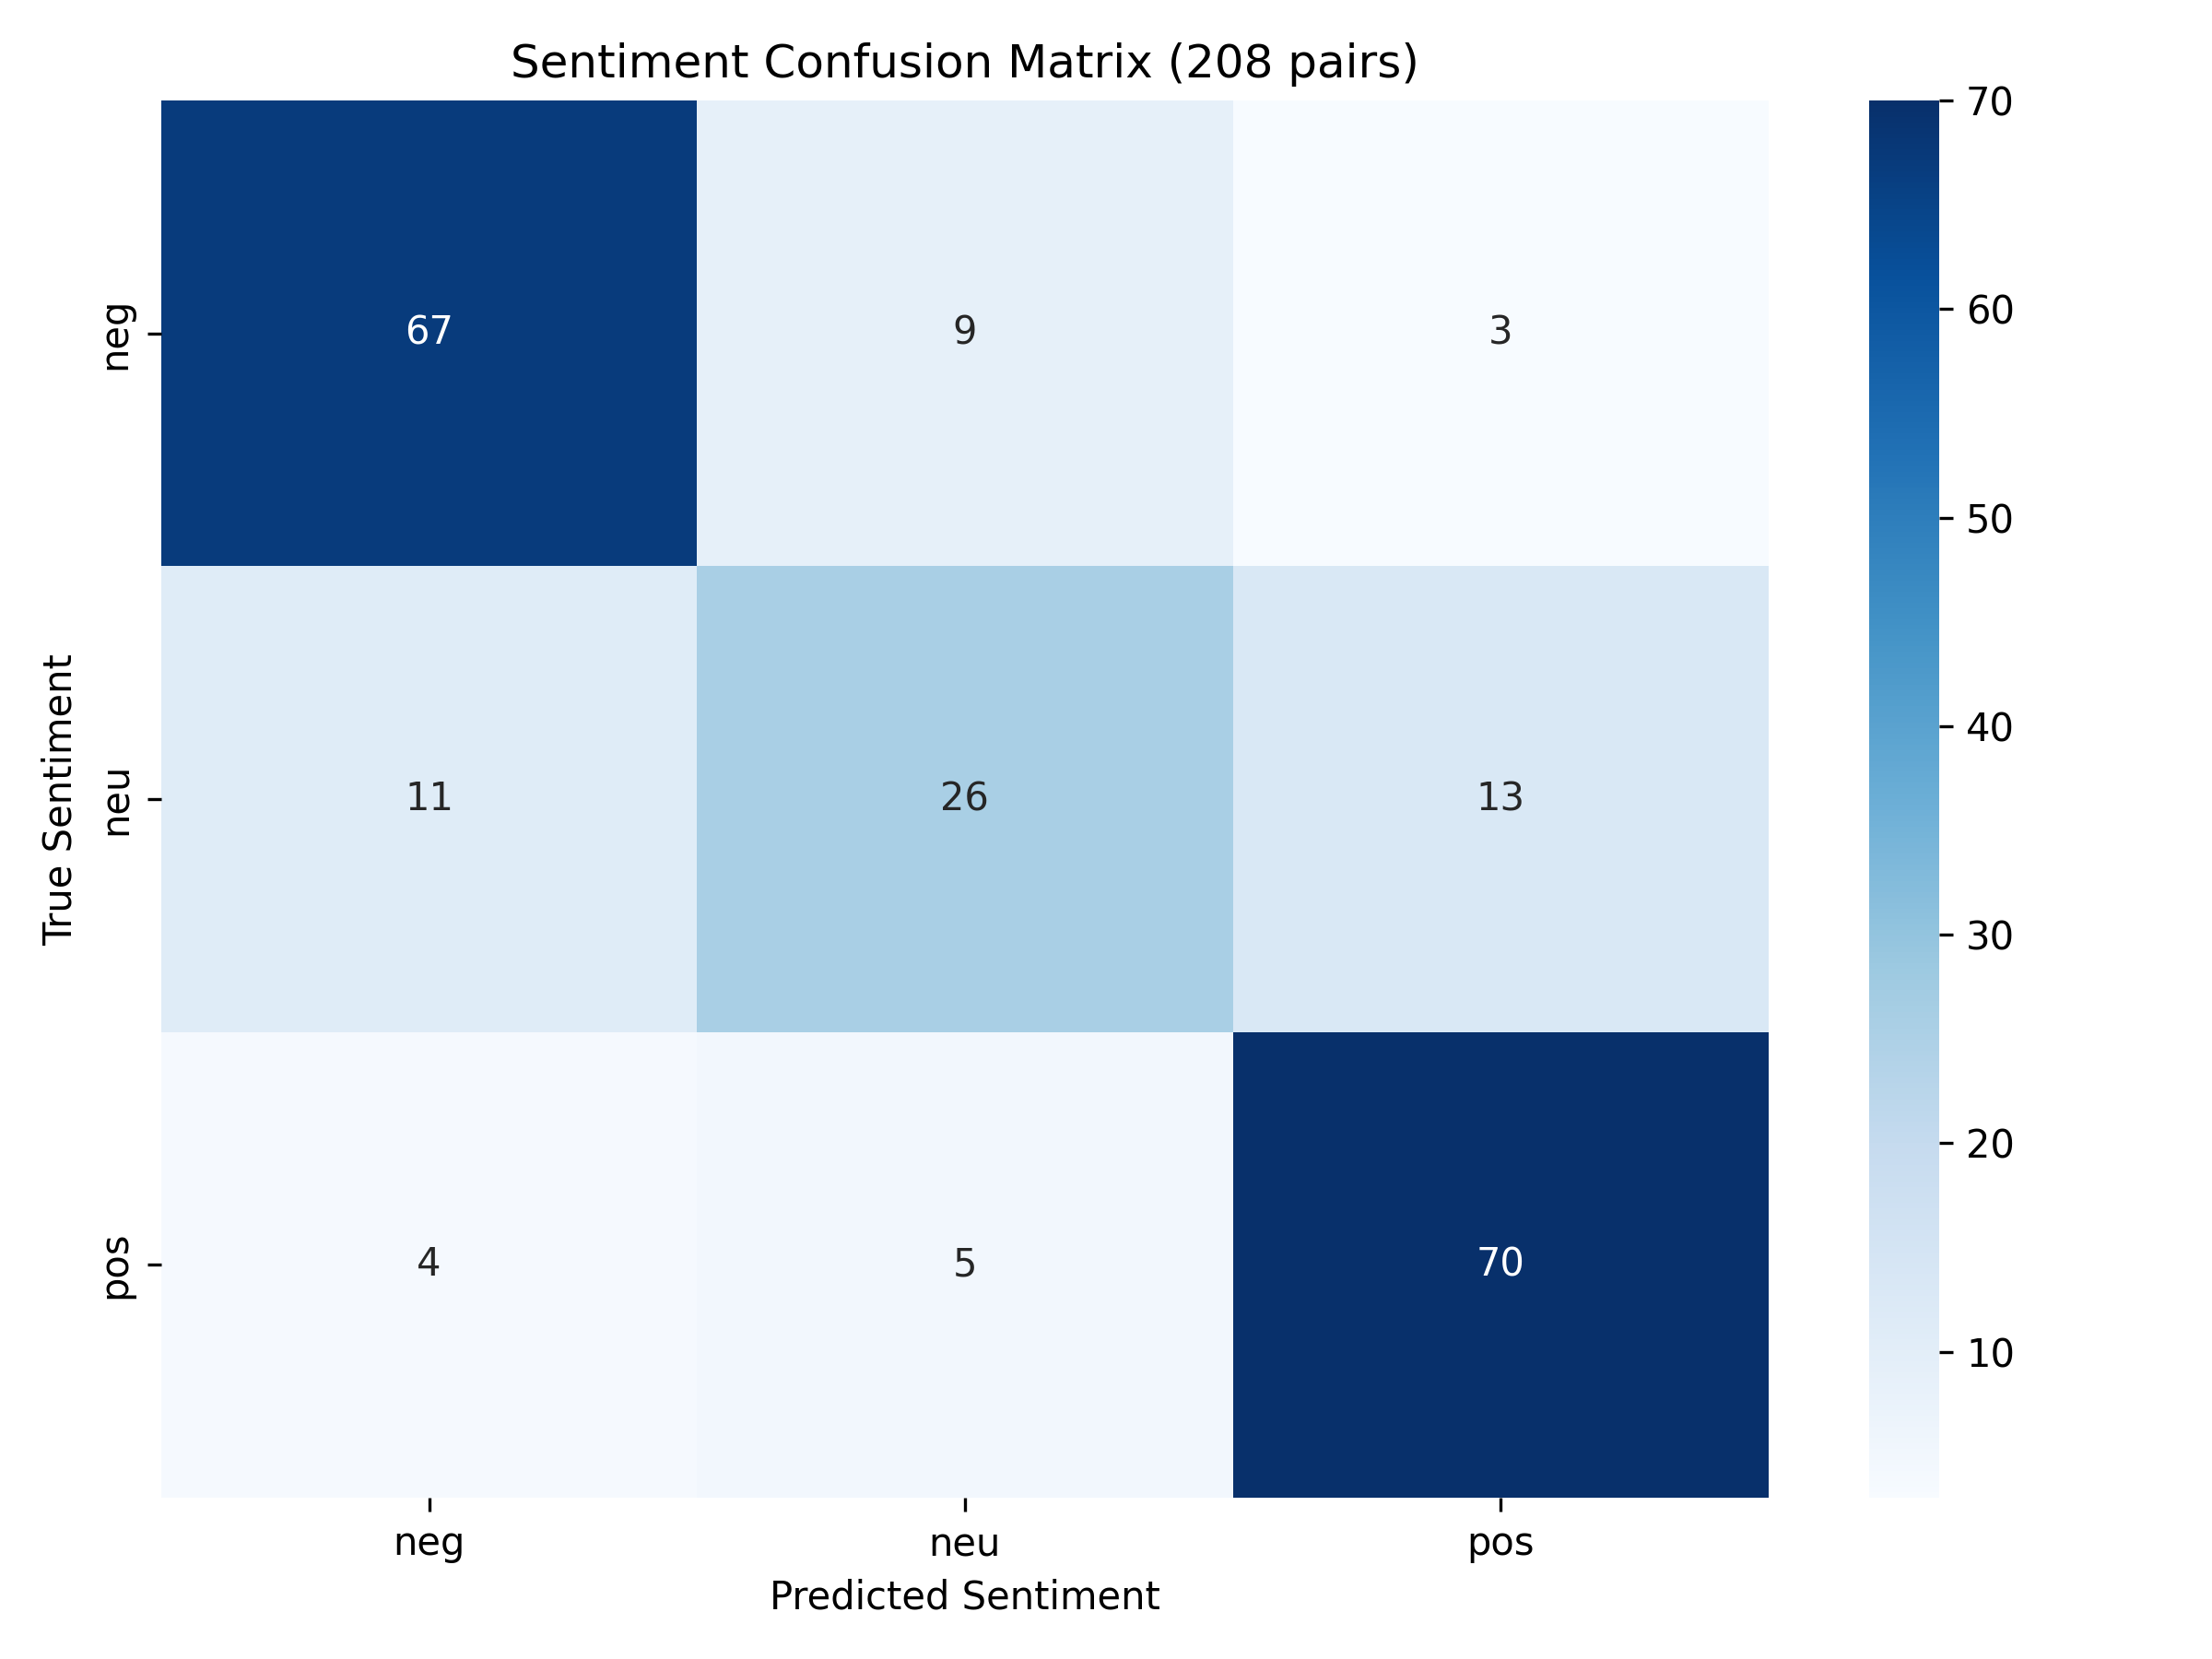 Sentiment Confusion Matrix (208 pairs)
True Sentiment
neg
67 9 3
neu
11 26 13
pos
4 5 70
neg neu pos
Predicted Sentiment
70
60
50
40
30
20
10